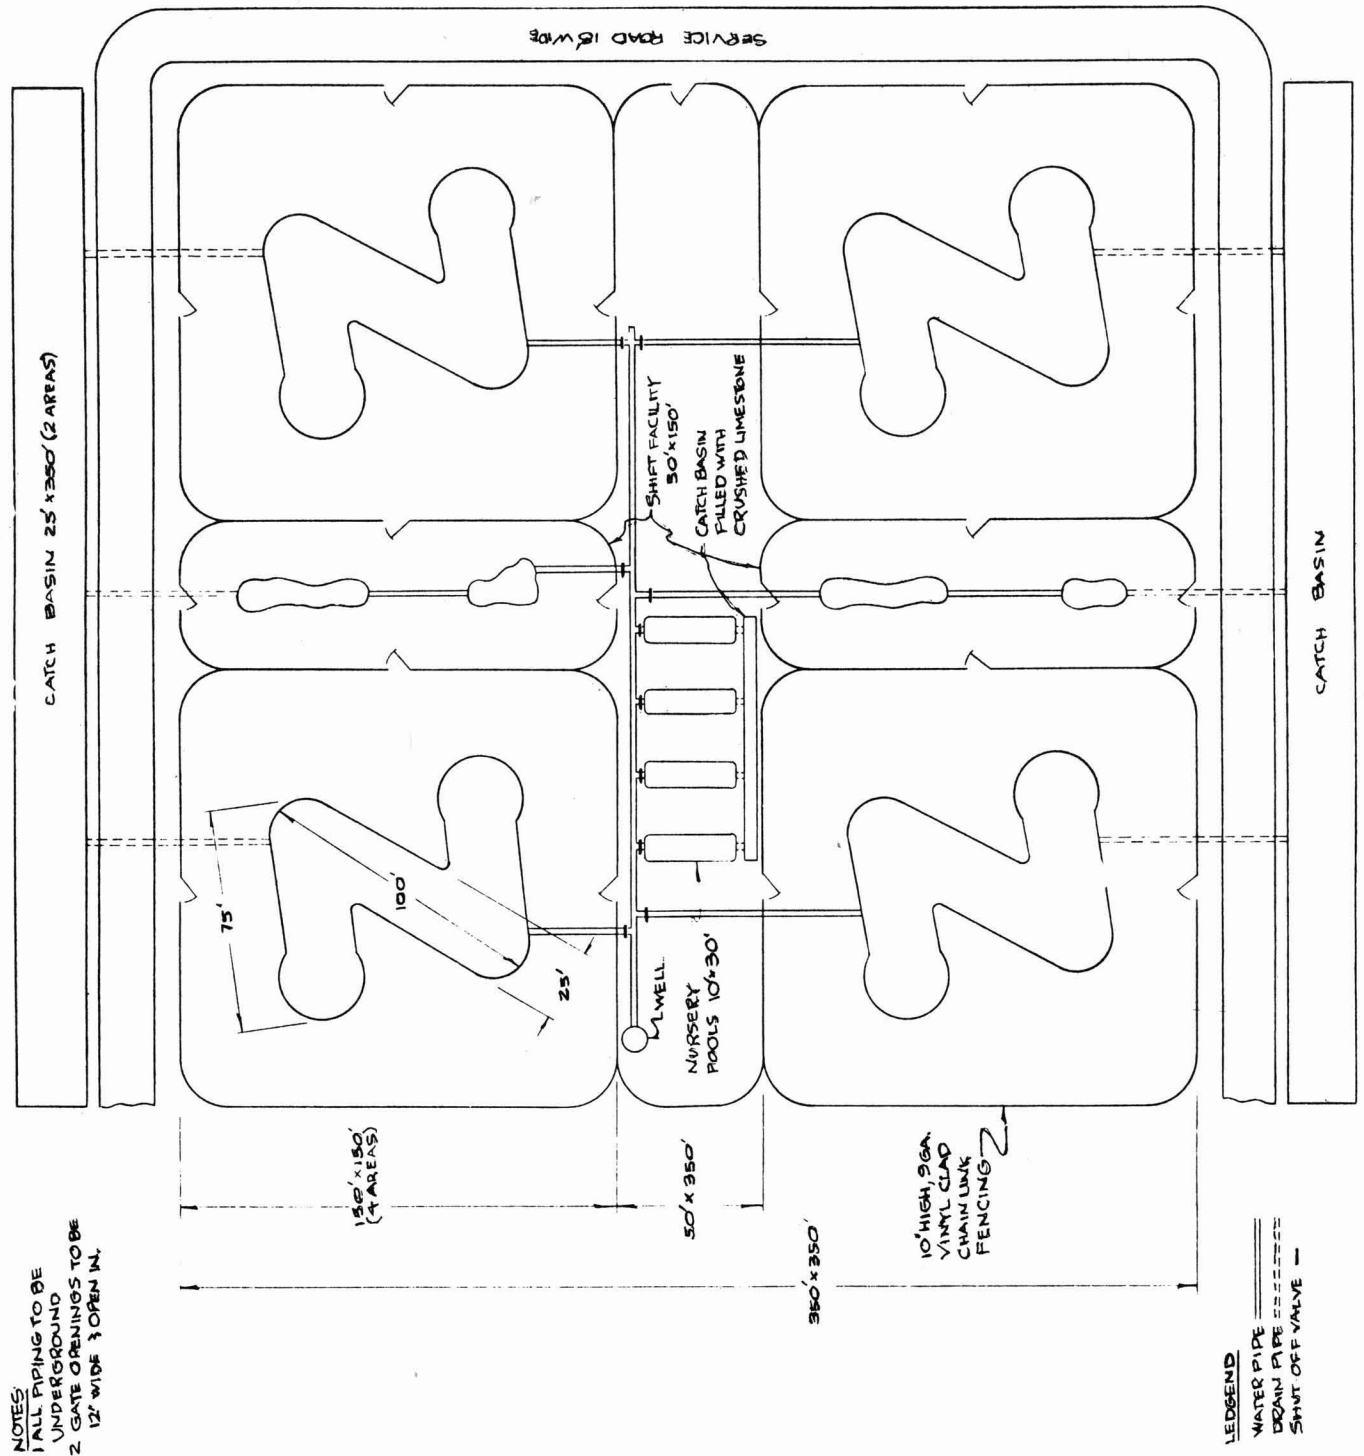 SERVICE ROAD 18' WIDE
CATCH BASIN 25' x 350' (2 AREAS)
SHIFT FACILITY
50' x 150'
CATCH BASIN
FILLED WITH
CRUSHED LIMESTONE
CATCH BASIN
75'
100'
25'
WELL
NURSERY
POOLS 10' x 30'
150' x 150'
(4 AREAS)
50' x 350'
350' x 350'
10' HIGH, 9 GA.
VINYL CLAD
CHAIN LINK
FENCING
NOTES:
1 ALL PIPING TO BE
UNDERGROUND
2 GATE OPENINGS TO BE
12' WIDE & OPEN IN.
LEDGEND
WATER PIPE
DRAIN PIPE
SHUT OFF VALVE